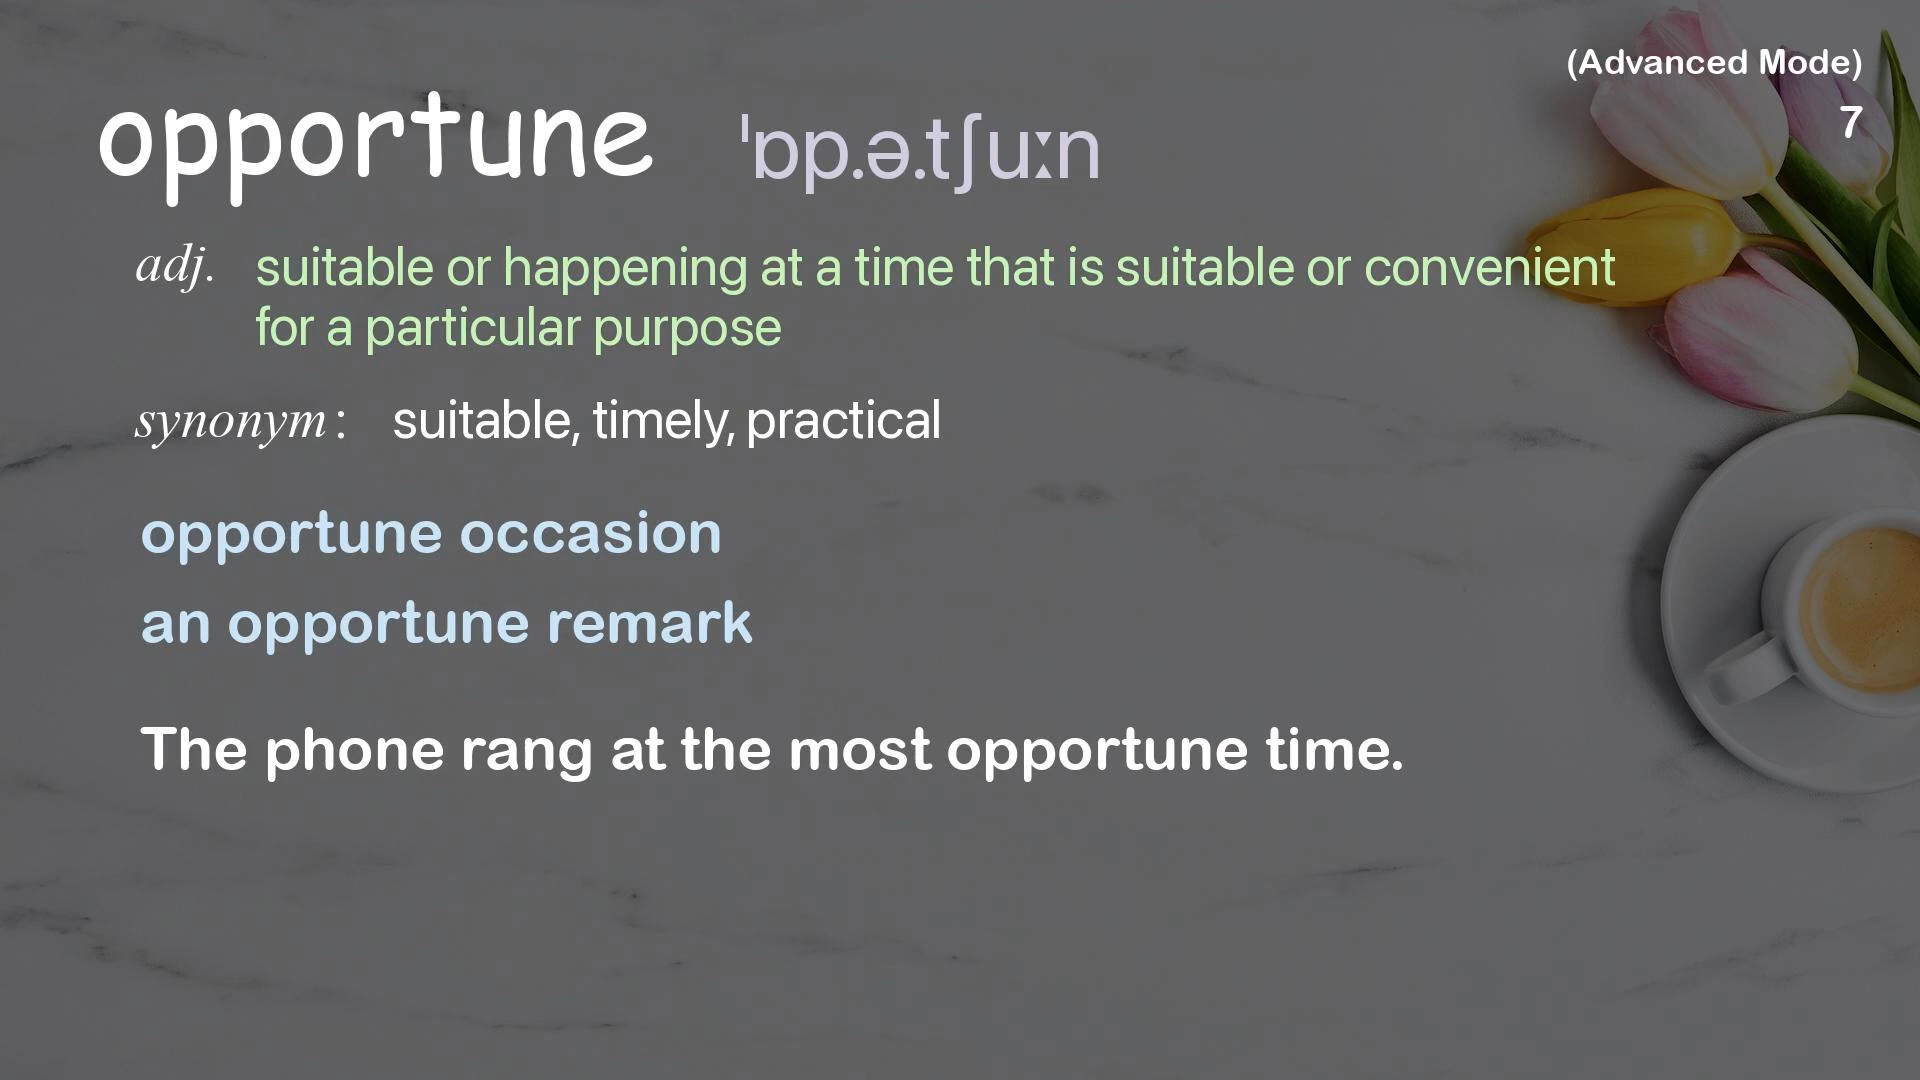 (Advanced Mode)
7
opportune ˈɒp.ə.tʃuːn
adj. suitable or happening at a time that is suitable or convenient
for a particular purpose
synonym : suitable, timely, practical
opportune occasion
an opportune remark
The phone rang at the most opportune time.